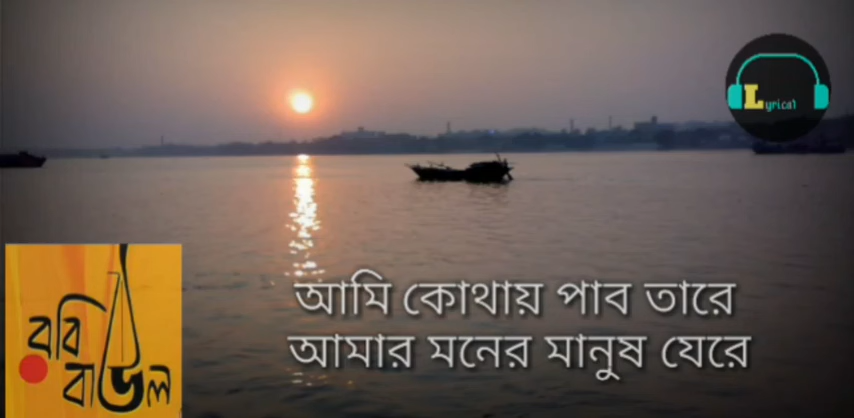 Lyrical
আমি কোথায় পাব তারে
আমার মনের মানুষ যেরে
রবি
বাউল